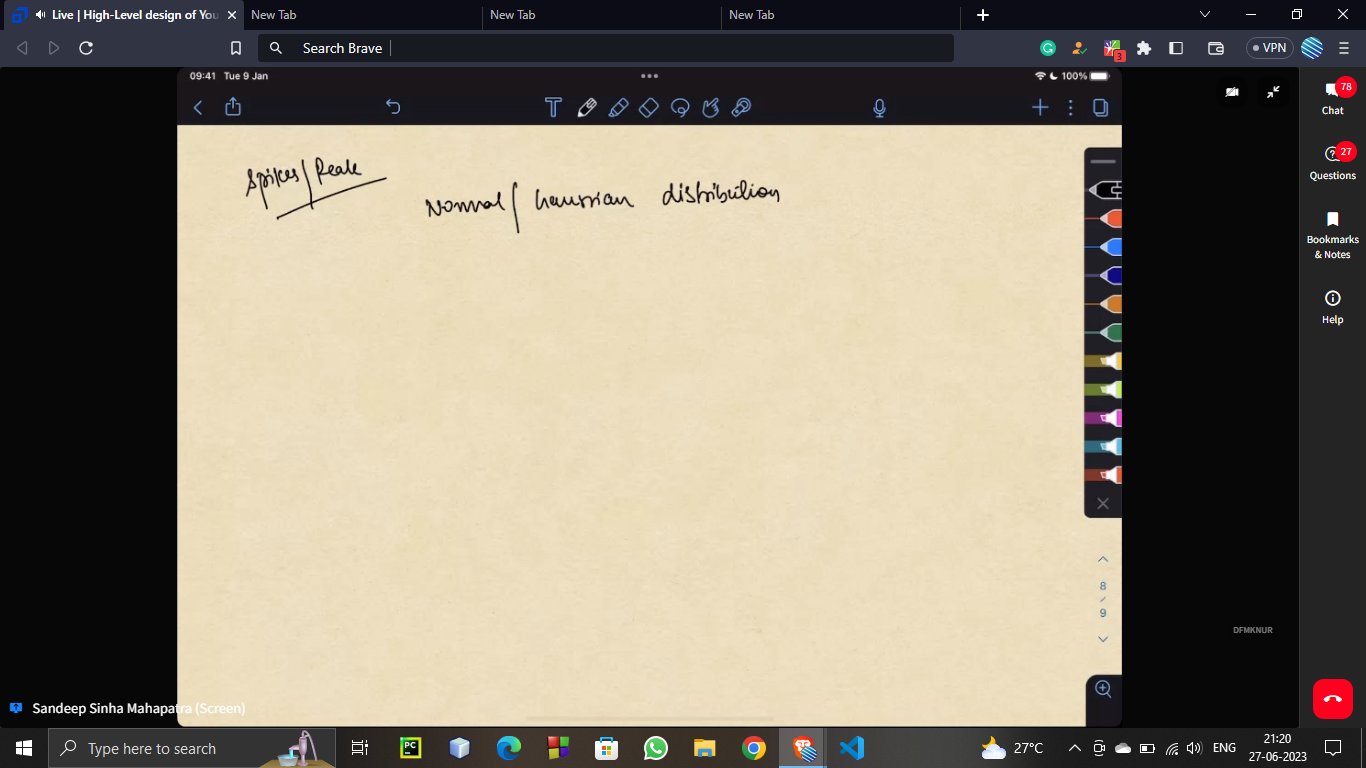 Live | High-Level design of You
New Tab
New Tab
New Tab
Search Brave
3
VPN
09:41 Tue 9 Jan
100%
78
Chat
27
Questions
Bookmarks
& Notes
Help
Spikes/Peak
Normal/Gaussian distribution
8
9
DFMKNUR
Sandeep Sinha Mahapatra (Screen)
Type here to search
PC
27°C
ENG
21:20
27-06-2023